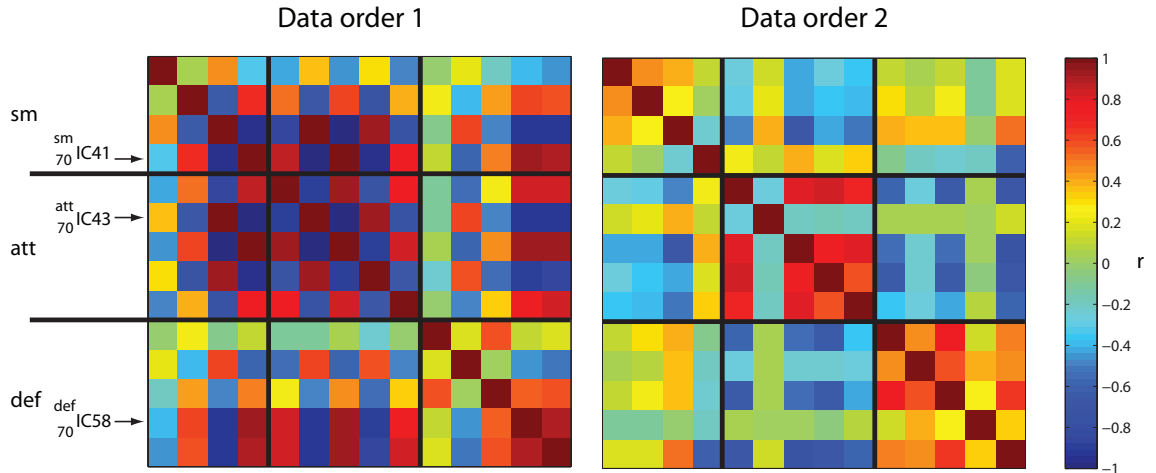 Data order 1
Data order 2
sm
sm
70 IC41
att
70 IC43
att
def
def
70 IC58
1
0.8
0.6
0.4
0.2
0
−0.2
−0.4
−0.6
−0.8
−1
r